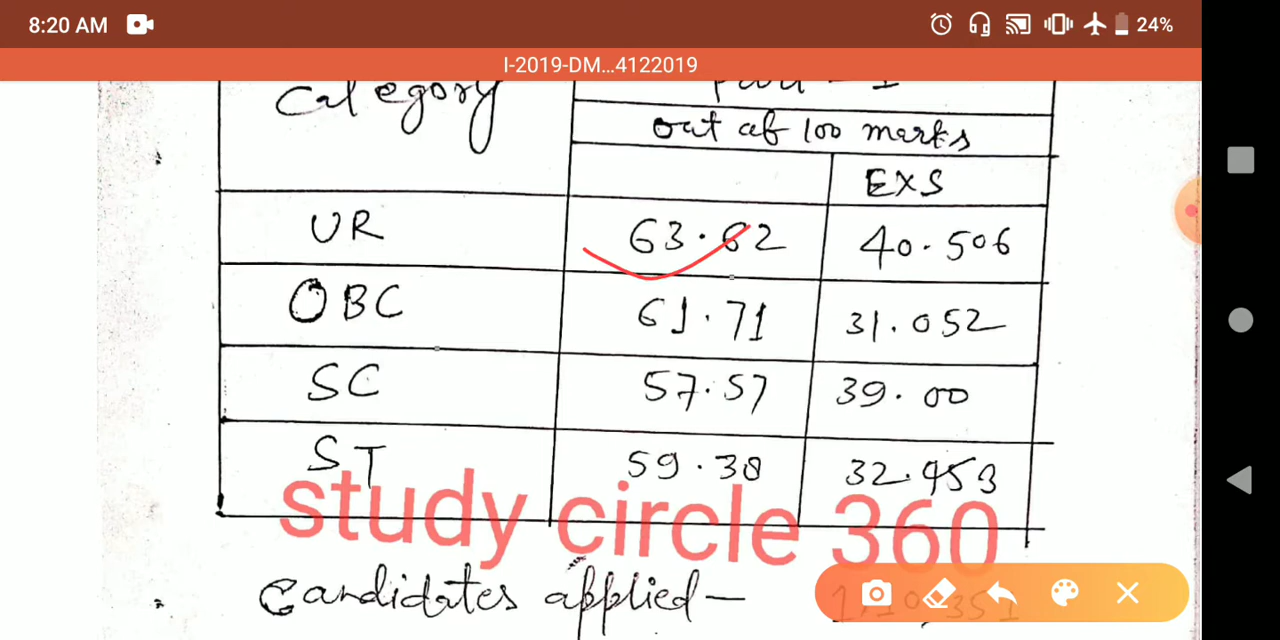 8:20 AM 24%
I-2019-DM...4122019
Category
out of 100 marks
EXS
UR 63.62 40.506
OBC 61.71 31.052
SC 57.57 39.00
ST 59.38 32.953
study circle 360
Candidates applied —